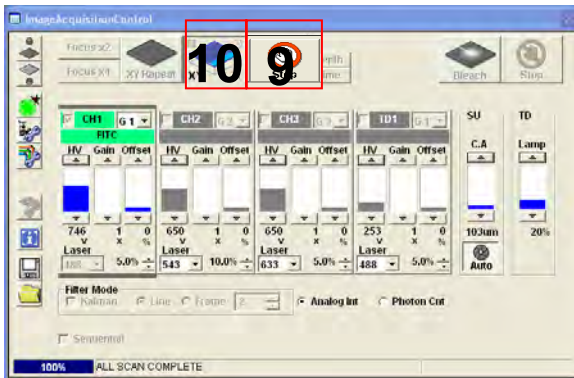 ImageAcquisitionControl
Focus x2
Focus x4
XY Repeat
10
9
Stop
Bleach
Stop
CH1 G 1
CH2
CH3
TD1 G 1
SU
TD
FITC
HV Gain Offset
HV Gain Offset
HV Gain Offset
HV Gain Offset
C.A
Lamp
746 1 0
650 1 0
650 1 0
253 1 0
103um
20%
V X %
V X %
V X %
V X %
Laser
Laser
Laser
Laser
488 5.0%
543 10.0%
633 5.0%
488 5.0%
Auto
Filter Mode
Kalman Line Frame 2
Analog Int
Photon Cnt
Sequential
100% ALL SCAN COMPLETE